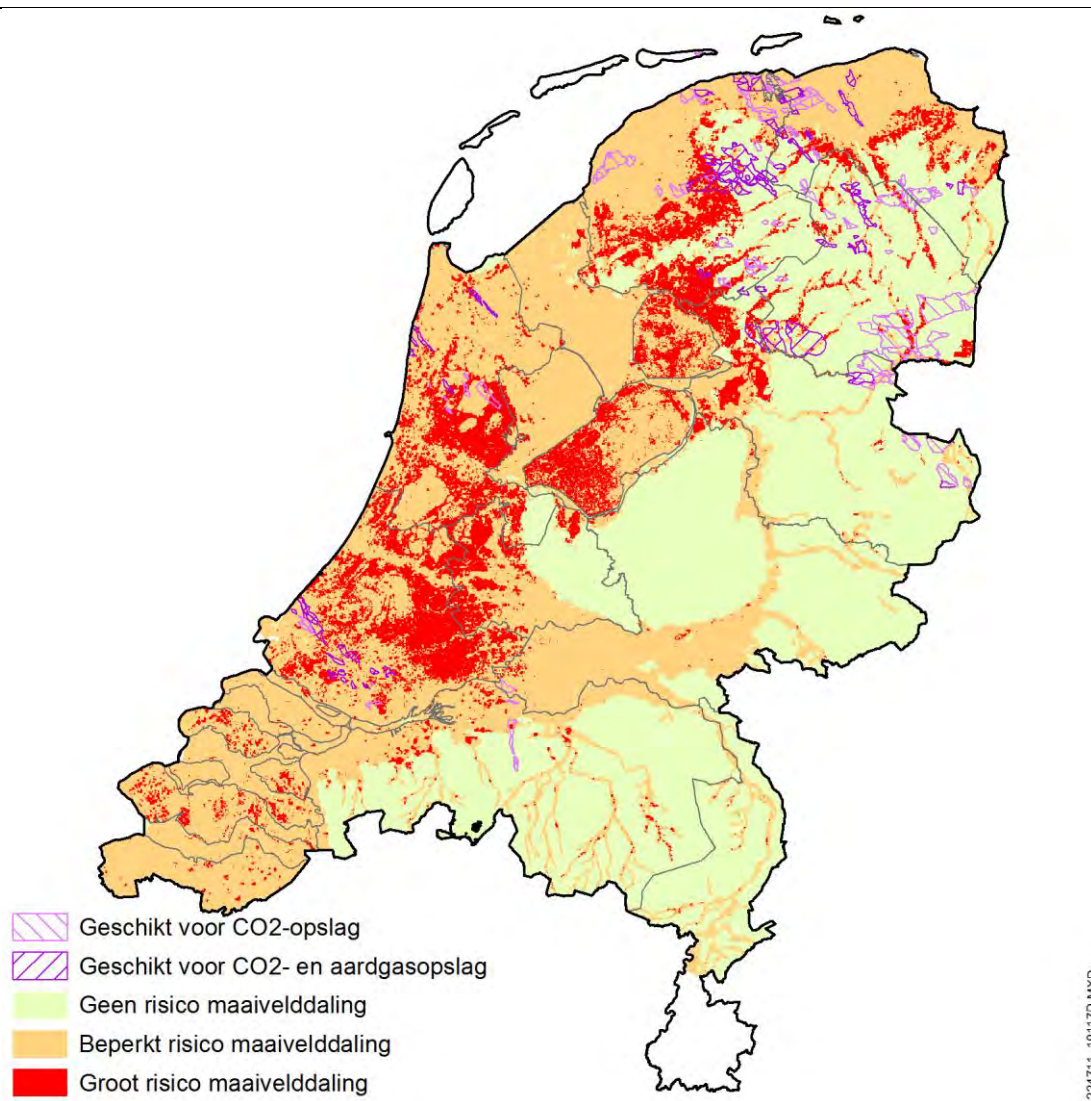 Geschikt voor CO2-opslag
Geschikt voor CO2- en aardgasopslag
Geen risico maaivelddaling
Beperkt risico maaivelddaling
Groot risico maaivelddaling